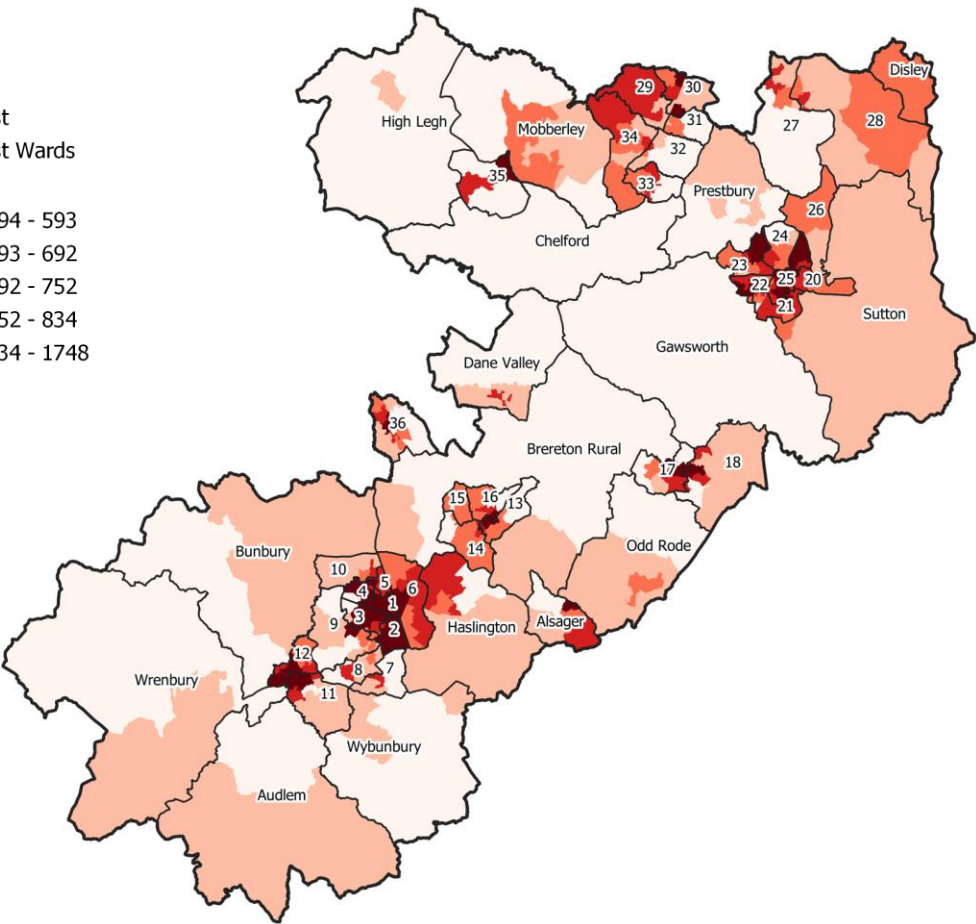 st
st Wards
94 - 593
93 - 692
92 - 752
52 - 834
34 - 1748
Disley
29
30
High Legh
Mobberley
31
27
28
34
32
35
33
Prestbury
26
Chelford
24
23
25
20
22
21
Sutton
Gawsworth
Dane Valley
36
Brereton Rural
17
18
15
16
13
14
Odd Rode
Bunbury
10
5
4
6
1
3
9
2
Haslington
Alsager
12
8
7
Wrenbury
11
Wybunbury
Audlem